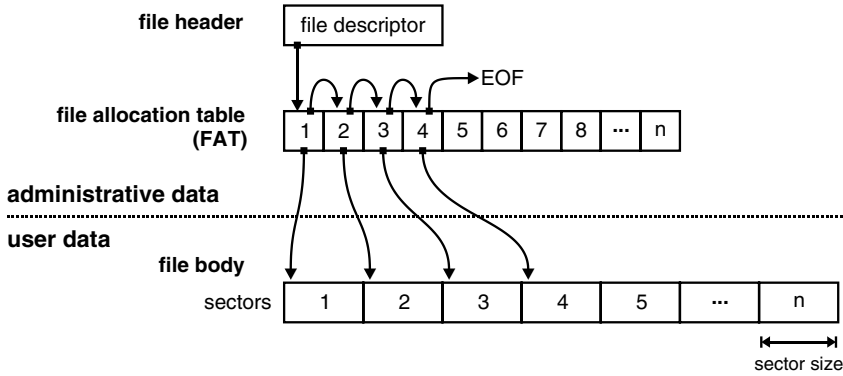 file header
file descriptor
EOF
file allocation table
(FAT)
1 2 3 4 5 6 7 8 ... n
administrative data
user data
file body
sectors
1 2 3 4 5 ... n
sector size